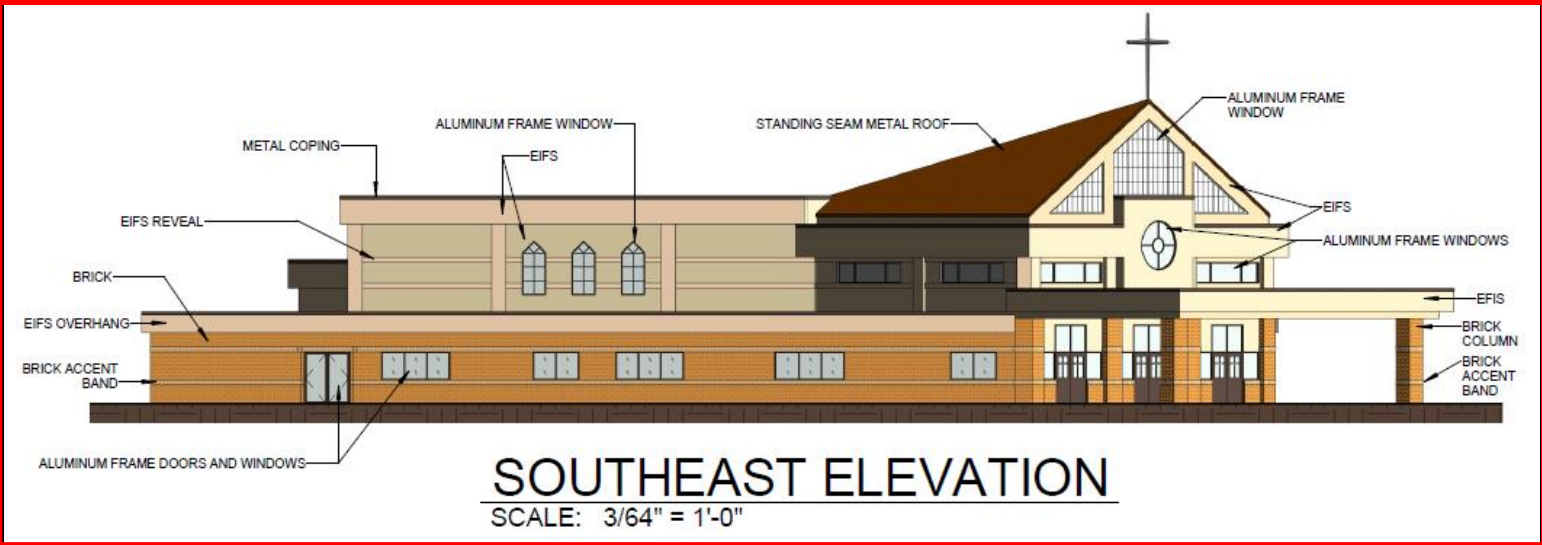 ALUMINUM FRAME
WINDOW
ALUMINUM FRAME WINDOW
STANDING SEAM METAL ROOF
METAL COPING
EIFS
EIFS REVEAL
EIFS
ALUMINUM FRAME WINDOWS
BRICK
EFIS
EIFS OVERHANG
BRICK
COLUMN
BRICK ACCENT
BAND
BRICK
ACCENT
BAND
ALUMINUM FRAME DOORS AND WINDOWS
SOUTHEAST ELEVATION
SCALE: 3/64" = 1'-0"